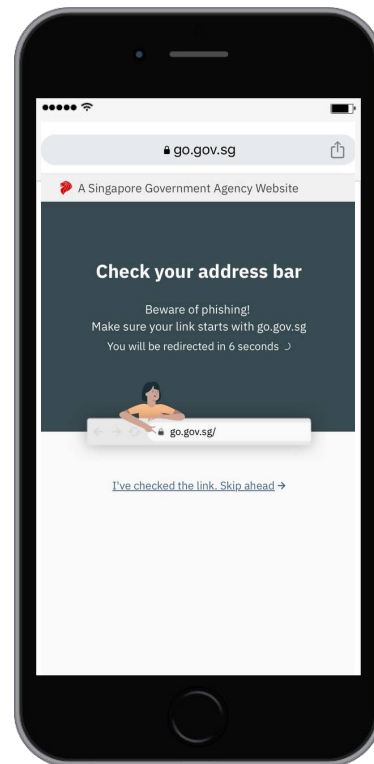 go.gov.sg
A Singapore Government Agency Website
Check your address bar
Beware of phishing!
Make sure your link starts with go.gov.sg
You will be redirected in 6 seconds
go.gov.sg/
I've checked the link. Skip ahead →